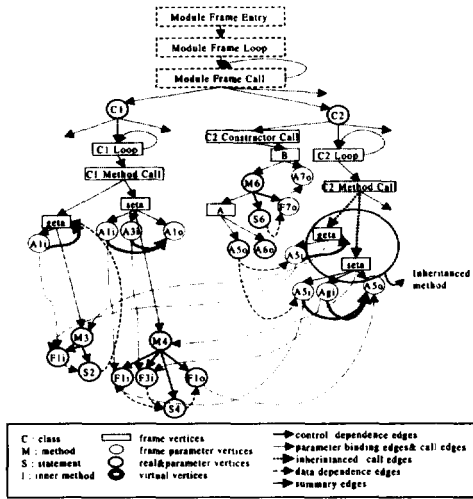 Module Frame Entry
Module Frame Loop
Module Frame Call
C1
C2
C1 Loop
C2 Constructor Call
B
C2 Loop
C1 Method Call
M6
A7o
C2 Method Call
geta
seta
A
S6
F7o
geta
A1i
A1i
A3i
A1o
A5o
A6o
A5i
seta
A5i
A5o
Inheritanced
method
M3
M4
F1i
S2
F1i
F3i
F1o
S4
C : class
M : method
S : statement
I : inner method
frame vertices
frame parameter vertices
real&parameter vertices
virtual vertices
control dependence edges
parameter binding edges& call edges
inheritanced call edges
data dependence edges
summary edges